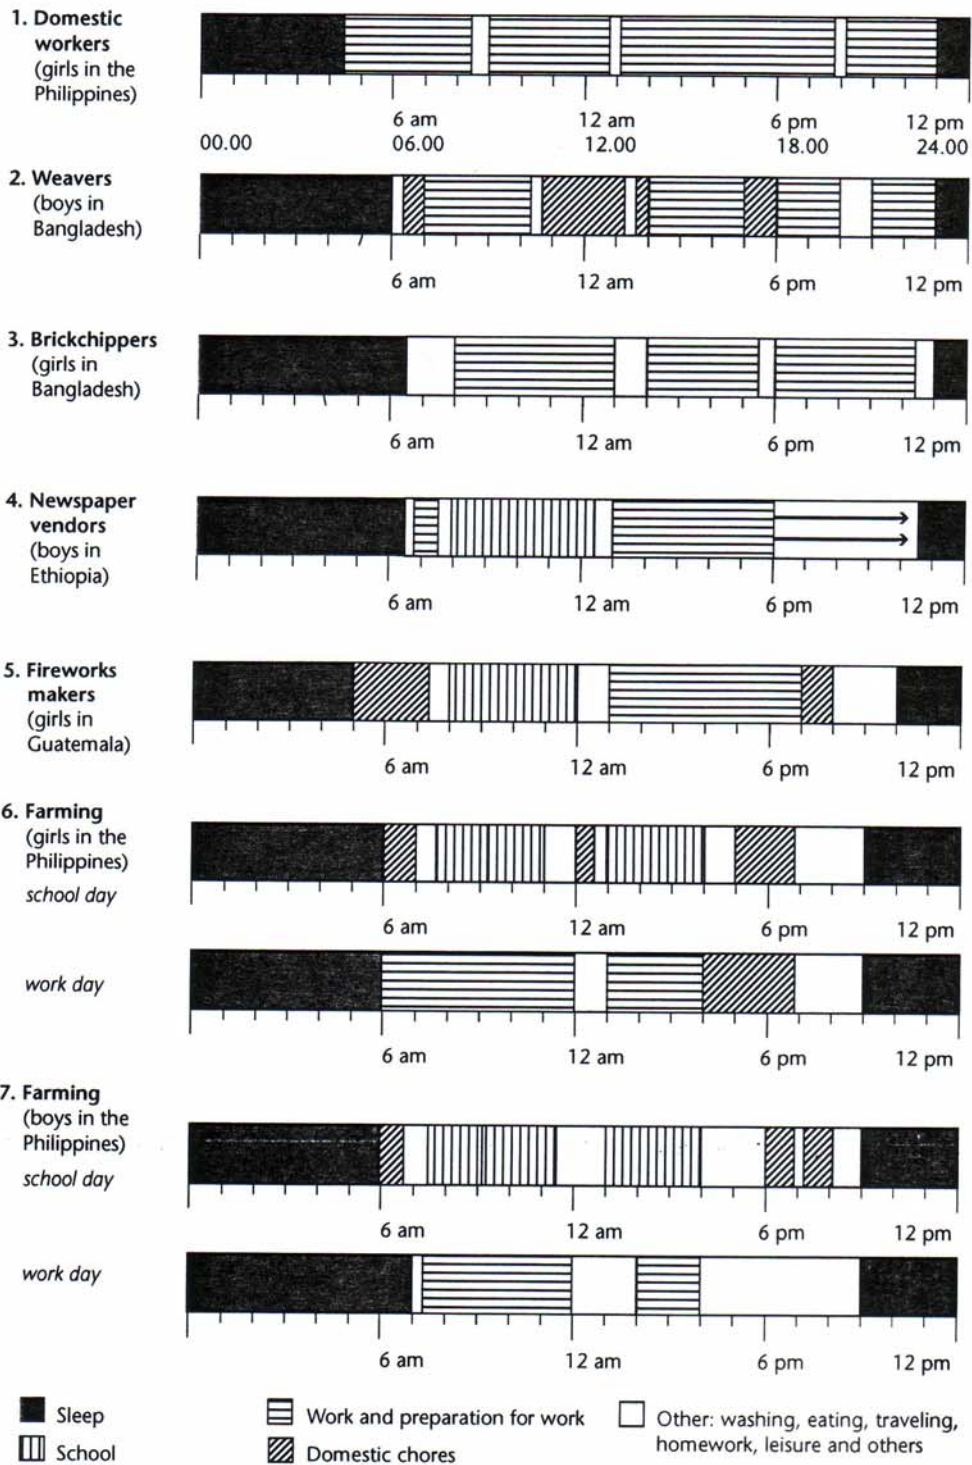 1. Domestic
workers
(girls in the
Philippines)
6 am 12 am 6 pm 12 pm
00.00 06.00 12.00 18.00 24.00
2. Weavers
(boys in
Bangladesh)
6 am 12 am 6 pm 12 pm
3. Brickchippers
(girls in
Bangladesh)
6 am 12 am 6 pm 12 pm
4. Newspaper
vendors
(boys in
Ethiopia)
6 am 12 am 6 pm 12 pm
5. Fireworks
makers
(girls in
Guatemala)
6 am 12 am 6 pm 12 pm
6. Farming
(girls in the
Philippines)
school day
6 am 12 am 6 pm 12 pm
work day
6 am 12 am 6 pm 12 pm
7. Farming
(boys in the
Philippines)
school day
6 am 12 am 6 pm 12 pm
work day
6 am 12 am 6 pm 12 pm
Sleep
School
Work and preparation for work
Domestic chores
Other: washing, eating, traveling,
homework, leisure and others